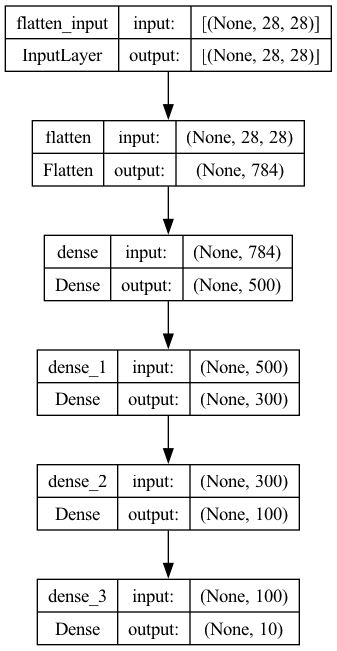 flatten_input input: [(None, 28, 28)]
InputLayer output: [(None, 28, 28)]
flatten input: (None, 28, 28)
Flatten output: (None, 784)
dense input: (None, 784)
Dense output: (None, 500)
dense_1 input: (None, 500)
Dense output: (None, 300)
dense_2 input: (None, 300)
Dense output: (None, 100)
dense_3 input: (None, 100)
Dense output: (None, 10)